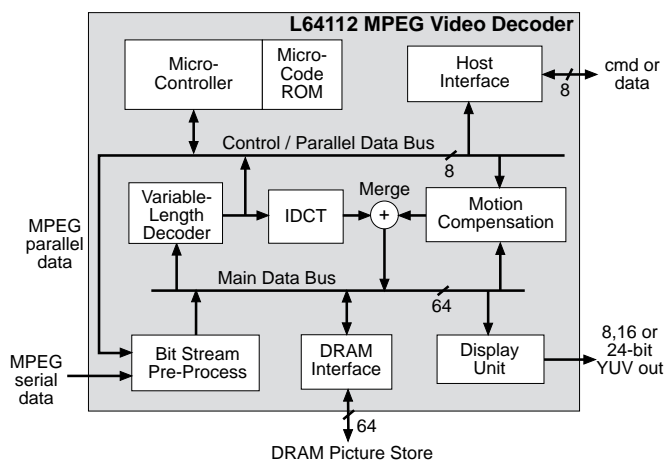 L64112 MPEG Video Decoder
Micro-
Controller
Micro-
Code
ROM
Host
Interface
8
cmd or
data
Control / Parallel Data Bus
8
MPEG
parallel
data
Variable-
Length
Decoder
IDCT
Merge
+
Motion
Compensation
Main Data Bus
64
MPEG
serial
data
Bit Stream
Pre-Process
DRAM
Interface
Display
Unit
8,16 or
24-bit
YUV out
64
DRAM Picture Store